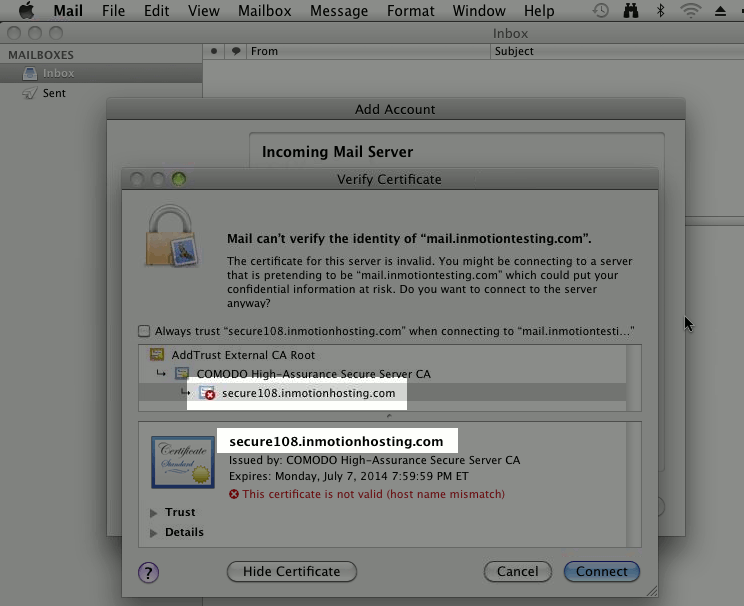 Mail File Edit View Mailbox Message Format Window Help
Inbox
MAILBOXES
From Subject
Inbox
Sent
Add Account
Incoming Mail Server
Verify Certificate
Mail can't verify the identity of “mail.inmotiontesting.com”.
The certificate for this server is invalid. You might be connecting to a server
that is pretending to be “mail.inmotiontesting.com” which could put your
confidential information at risk. Do you want to connect to the server
anyway?
Always trust “secure108.inmotionhosting.com” when connecting to “mail.inmotiontesti...”
AddTrust External CA Root
COMODO High-Assurance Secure Server CA
secure108.inmotionhosting.com
Certificate
Standard
secure108.inmotionhosting.com
Issued by: COMODO High-Assurance Secure Server CA
Expires: Monday, July 7, 2014 7:59:59 PM ET
This certificate is not valid (host name mismatch)
Trust
Details
? Hide Certificate Cancel Connect